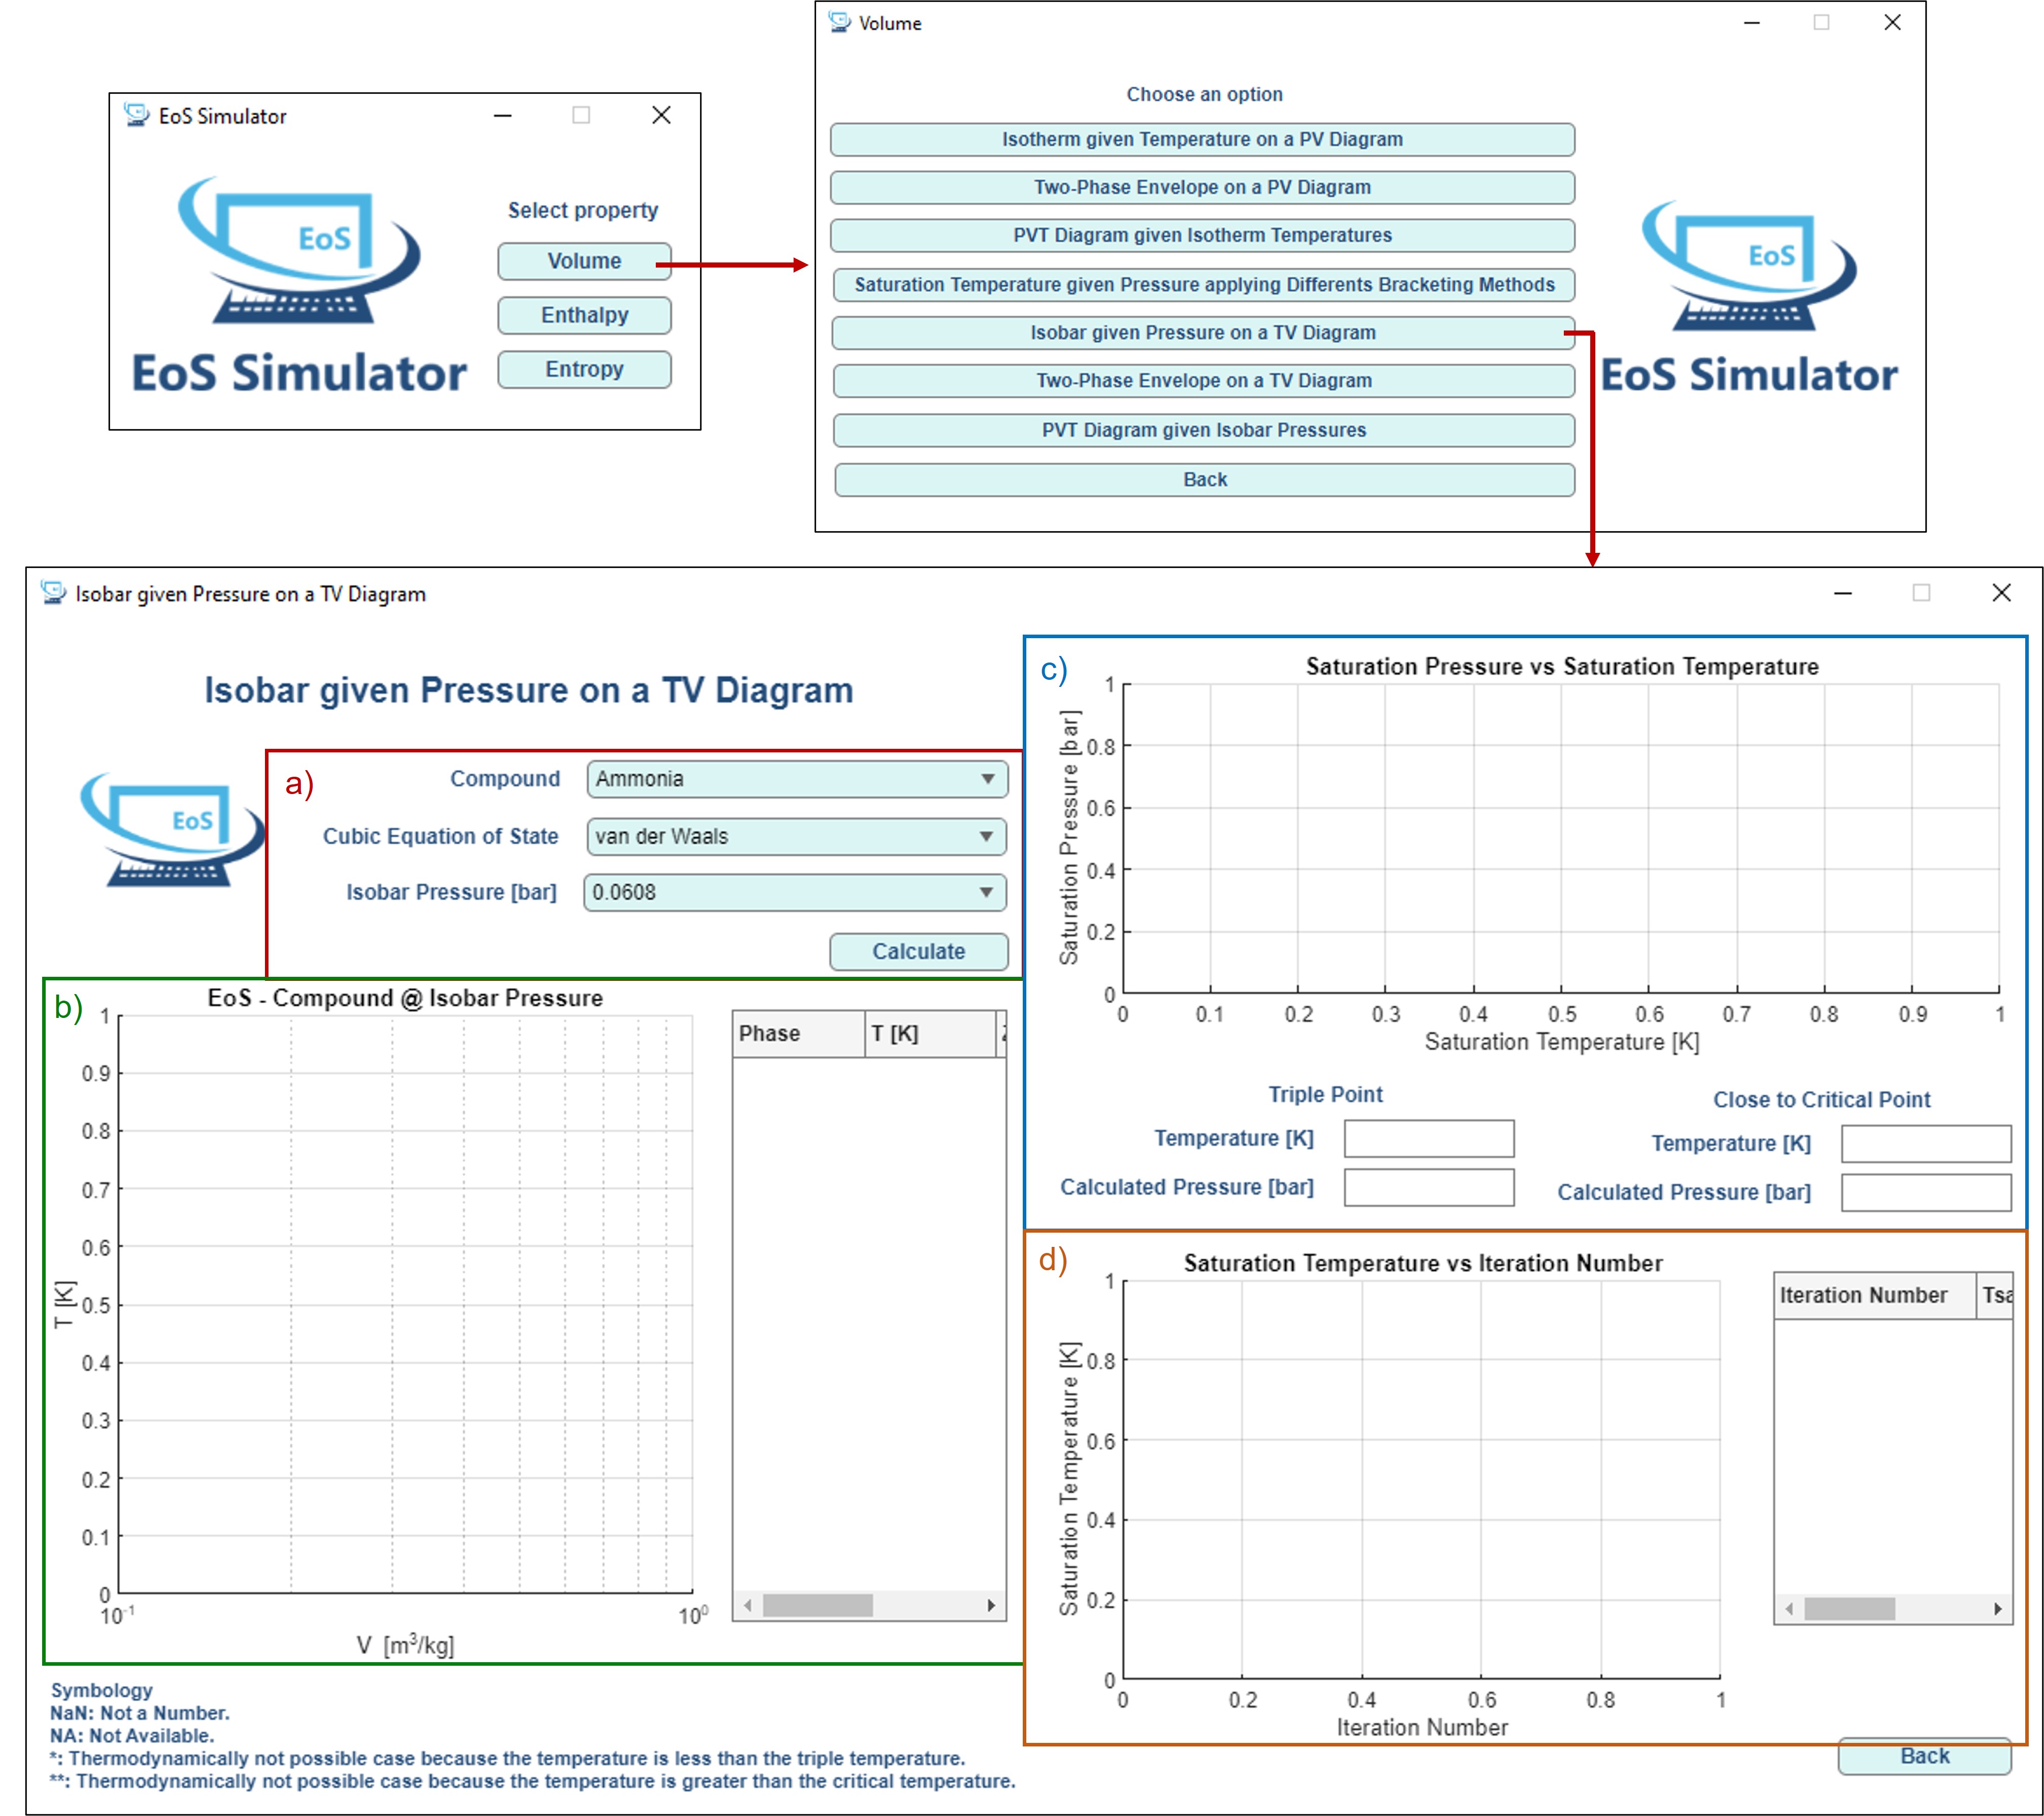 EoS Simulator
EoS
EoS Simulator
Select property
Volume
Enthalpy
Entropy
Volume
Choose an option
Isotherm given Temperature on a PV Diagram
Two-Phase Envelope on a PV Diagram
PVT Diagram given Isotherm Temperatures
Saturation Temperature given Pressure applying Differents Bracketing Methods
Isobar given Pressure on a TV Diagram
Two-Phase Envelope on a TV Diagram
PVT Diagram given Isobar Pressures
Back
EoS
EoS Simulator
Isobar given Pressure on a TV Diagram
Isobar given Pressure on a TV Diagram
EoS
a)
Compound Ammonia
Cubic Equation of State van der Waals
Isobar Pressure [bar] 0.0608
Calculate
b)
EoS - Compound @ Isobar Pressure
T [K]
1
0.9
0.8
0.7
0.6
0.5
0.4
0.3
0.2
0.1
0
10⁻¹ 10⁰
V [m³/kg]
Phase T [K]
c)
Saturation Pressure vs Saturation Temperature
Saturation Pressure [bar]
1
0.8
0.6
0.4
0.2
0
0 0.1 0.2 0.3 0.4 0.5 0.6 0.7 0.8 0.9 1
Saturation Temperature [K]
Triple Point
Temperature [K]
Calculated Pressure [bar]
Close to Critical Point
Temperature [K]
Calculated Pressure [bar]
d)
Saturation Temperature vs Iteration Number
Saturation Temperature [K]
1
0.8
0.6
0.4
0.2
0
0 0.2 0.4 0.6 0.8 1
Iteration Number
Iteration Number Tsa
Back
Symbology
NaN: Not a Number.
NA: Not Available.
*: Thermodynamically not possible case because the temperature is less than the triple temperature.
**: Thermodynamically not possible case because the temperature is greater than the critical temperature.